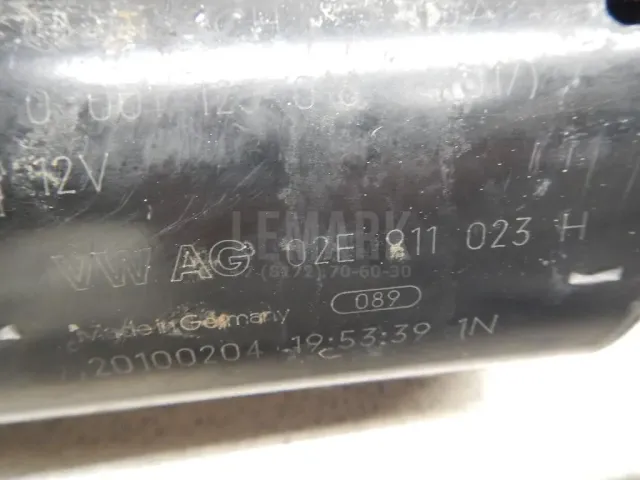 12V
LEMARK
VW AG 02E 911 023 H
7(8172)70-60-30
089
Made in Germany
20100204 19:53:39 1N